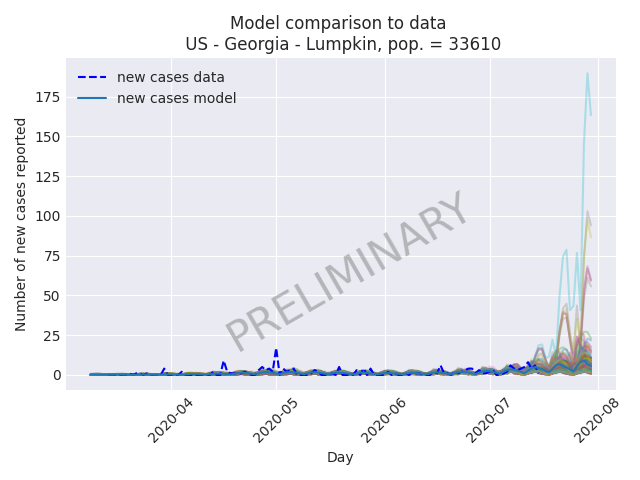 Model comparison to data
US - Georgia - Lumpkin, pop. = 33610
new cases data
new cases model
Number of new cases reported
175
150
125
100
75
50
25
0
PRELIMINARY
2020-04
2020-05
2020-06
2020-07
2020-08
Day